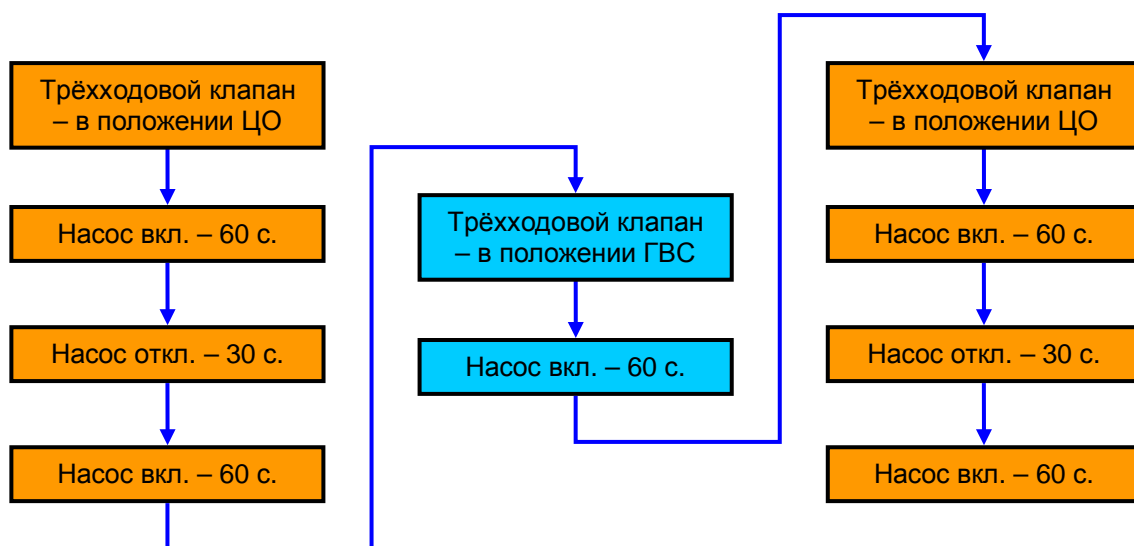 Трёхходовой клапан
– в положении ЦО
Насос вкл. – 60 с.
Насос откл. – 30 с.
Насос вкл. – 60 с.
Трёхходовой клапан
– в положении ГВС
Насос вкл. – 60 с.
Трёхходовой клапан
– в положении ЦО
Насос вкл. – 60 с.
Насос откл. – 30 с.
Насос вкл. – 60 с.